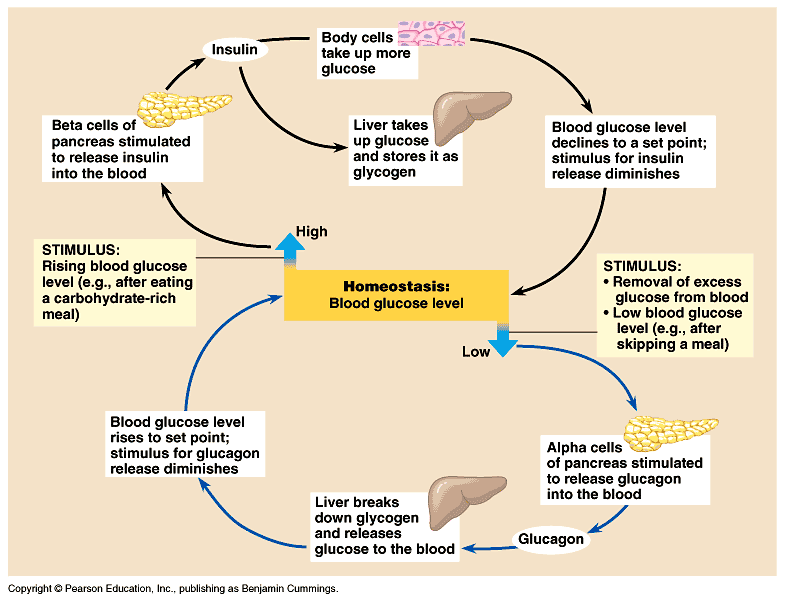 Insulin
Body cells
take up more
glucose
Beta cells of
pancreas stimulated
to release insulin
into the blood
Liver takes
up glucose
and stores it as
glycogen
Blood glucose level
declines to a set point;
stimulus for insulin
release diminishes
High
STIMULUS:
Rising blood glucose
level (e.g., after eating
a carbohydrate-rich
meal)
Homeostasis:
Blood glucose level
STIMULUS:
• Removal of excess
glucose from blood
• Low blood glucose
level (e.g., after
skipping a meal)
Low
Blood glucose level
rises to set point;
stimulus for glucagon
release diminishes
Alpha cells
of pancreas stimulated
to release glucagon
into the blood
Liver breaks
down glycogen
and releases
glucose to the blood
Glucagon
Copyright © Pearson Education, Inc., publishing as Benjamin Cummings.